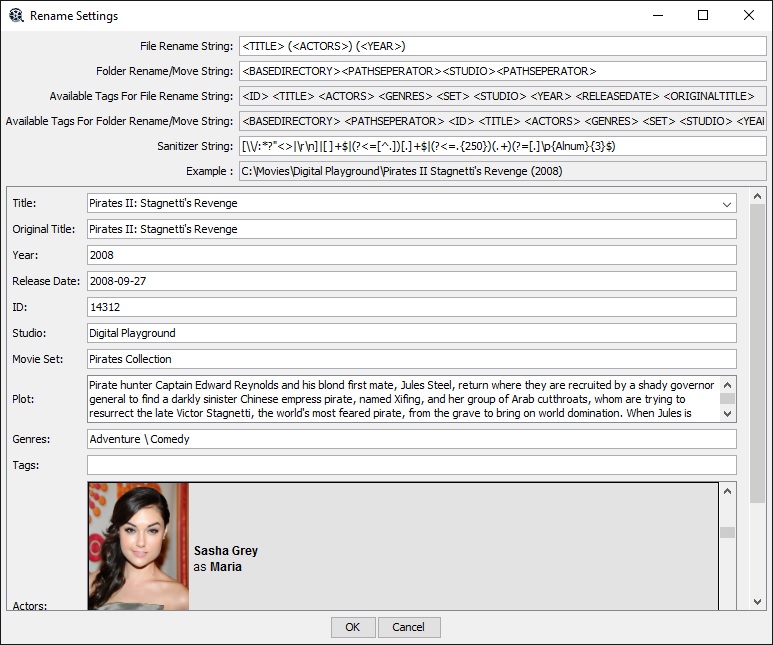 Rename Settings
File Rename String: <TITLE> (<ACTORS>) (<YEAR>)
Folder Rename/Move String: <BASEDIRECTORY><PATHSEPERATOR><STUDIO><PATHSEPERATOR>
Available Tags For File Rename String: <ID> <TITLE> <ACTORS> <GENRES> <SET> <STUDIO> <YEAR> <RELEASEDATE> <ORIGINALTITLE>
Available Tags For Folder Rename/Move String: <BASEDIRECTORY> <PATHSEPERATOR> <ID> <TITLE> <ACTORS> <GENRES> <SET> <STUDIO> <YEA
Sanitizer String: [\\/:*?"<>|\r\n]|[ ]+$|(?<=[^.])[.]+$|(?<=.{250})(.+)(?=[.]\p{Alnum}{3}$)
Example : C:\Movies\Digital Playground\Pirates II Stagnetti's Revenge (2008)
Title: Pirates II: Stagnetti's Revenge
Original Title: Pirates II: Stagnetti's Revenge
Year: 2008
Release Date: 2008-09-27
ID: 14312
Studio: Digital Playground
Movie Set: Pirates Collection
Plot: Pirate hunter Captain Edward Reynolds and his blond first mate, Jules Steel, return where they are recruited by a shady governor
general to find a darkly sinister Chinese empress pirate, named Xifing, and her group of Arab cutthroats, whom are trying to
resurrect the late Victor Stagnetti, the world's most feared pirate, from the grave to bring on world domination. When Jules is
Genres: Adventure \ Comedy
Tags:
Sasha Grey
as Maria
Actors:
OK Cancel